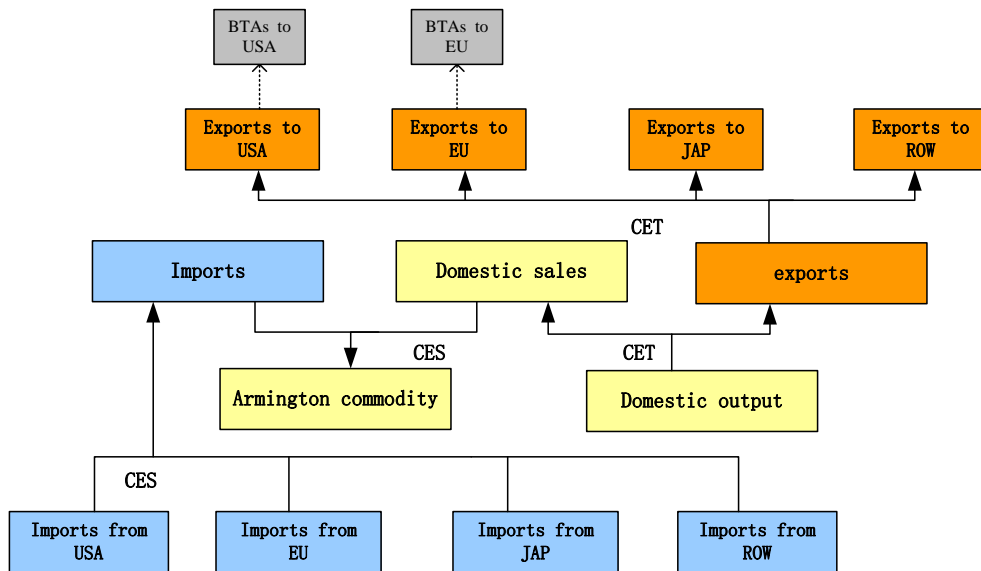 BTAs to
USA
BTAs to
EU
Exports to
USA
Exports to
EU
Exports to
JAP
Exports to
ROW
CET
Imports
Domestic sales
exports
CES
CET
Armington commodity
Domestic output
CES
Imports from
USA
Imports from
EU
Imports from
JAP
Imports from
ROW